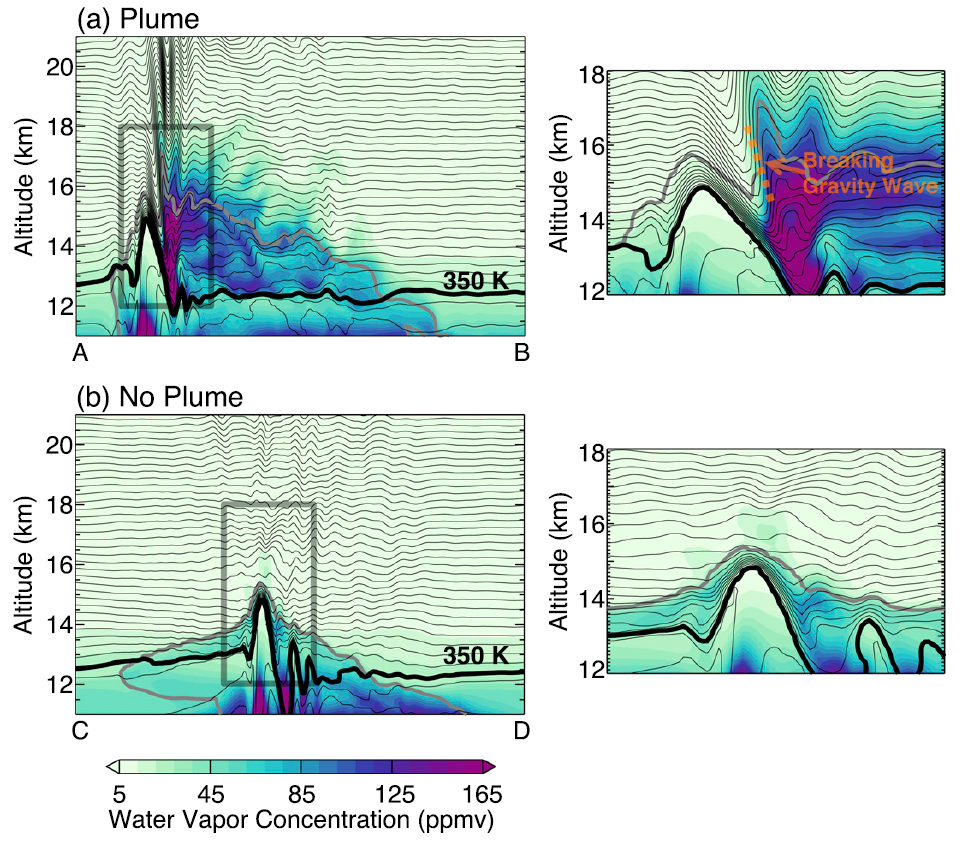 (a) Plume
20
18
16
14
12
Altitude (km)
350 K
A
B
18
16
14
12
Altitude (km)
Breaking
Gravity Wave
(b) No Plume
20
18
16
14
12
Altitude (km)
350 K
C
D
18
16
14
12
Altitude (km)
5 45 85 125 165
Water Vapor Concentration (ppmv)